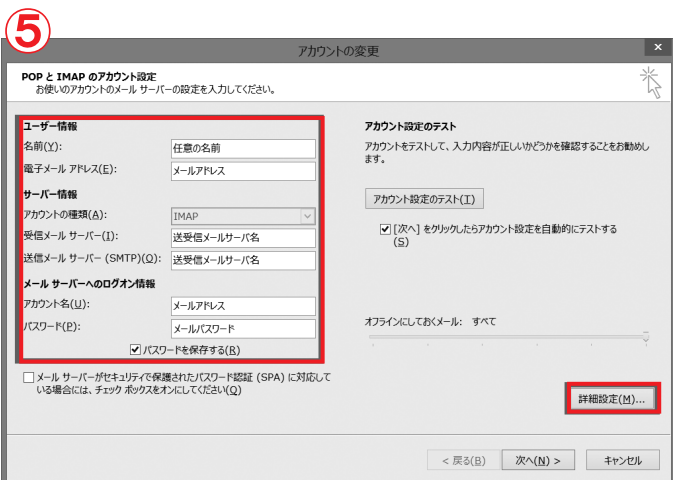 ⑤
アカウントの変更
×
POP と IMAP のアカウント設定
お使いのアカウントのメール サーバーの設定を入力してください。
ユーザー情報
名前(Y):
任意の名前
電子メール アドレス(E):
メールアドレス
サーバー情報
アカウントの種類(A):
IMAP
受信メール サーバー(I):
送受信メールサーバ名
送信メール サーバー (SMTP)(O):
送受信メールサーバ名
メール サーバーへのログオン情報
アカウント名(U):
メールアドレス
パスワード(P):
メールパスワード
パスワードを保存する(R)
メール サーバーがセキュリティで保護されたパスワード認証 (SPA) に対応して
いる場合には、チェック ボックスをオンにしてください(Q)
アカウント設定のテスト
アカウントをテストして、入力内容が正しいかどうかを確認することをお勧めし
ます。
アカウント設定のテスト(T)
[次へ] をクリックしたらアカウント設定を自動的にテストする
(S)
オフラインにしておくメール: すべて
詳細設定(M)...
< 戻る(B)
次へ(N) >
キャンセル